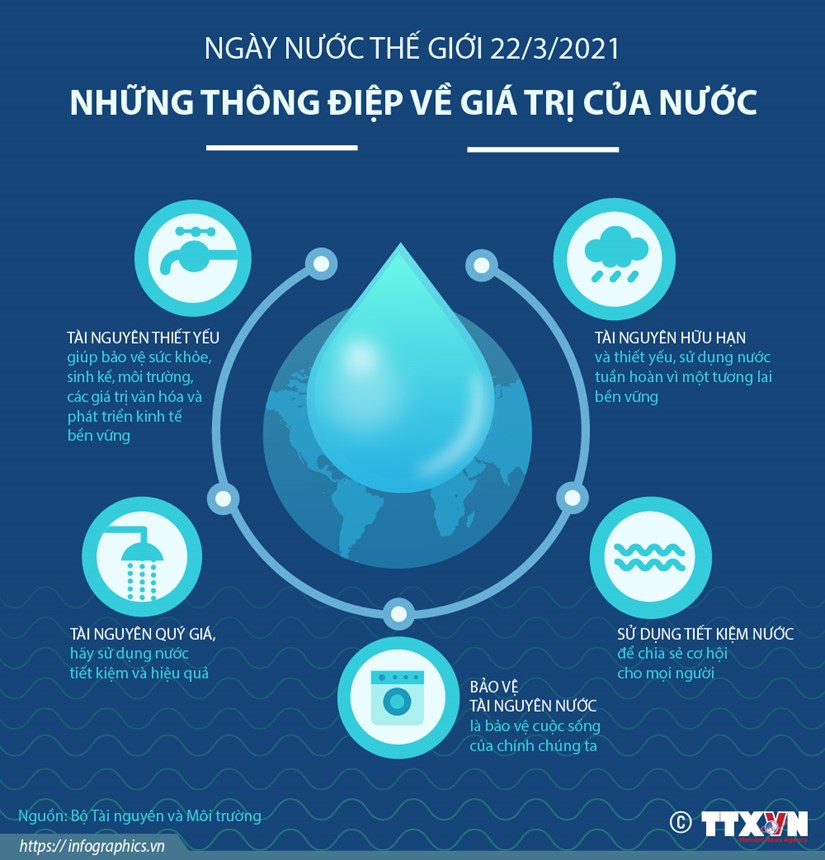 NGÀY NƯỚC THẾ GIỚI 22/3/2021
NHỮNG THÔNG ĐIỆP VỀ GIÁ TRỊ CỦA NƯỚC
TÀI NGUYÊN THIẾT YẾU
giúp bảo vệ sức khỏe,
sinh kế, môi trường,
các giá trị văn hóa và
phát triển kinh tế
bền vững
TÀI NGUYÊN HỮU HẠN
và thiết yếu, sử dụng nước
tuần hoàn vì một tương lai
bền vững
TÀI NGUYÊN QUÝ GIÁ,
hãy sử dụng nước
tiết kiệm và hiệu quả
SỬ DỤNG TIẾT KIỆM NƯỚC
để chia sẻ cơ hội
cho mọi người
BẢO VỆ
TÀI NGUYÊN NƯỚC
là bảo vệ cuộc sống
của chính chúng ta
Nguồn: Bộ Tài nguyên và Môi trường
© TTXVN
https://infographics.vn